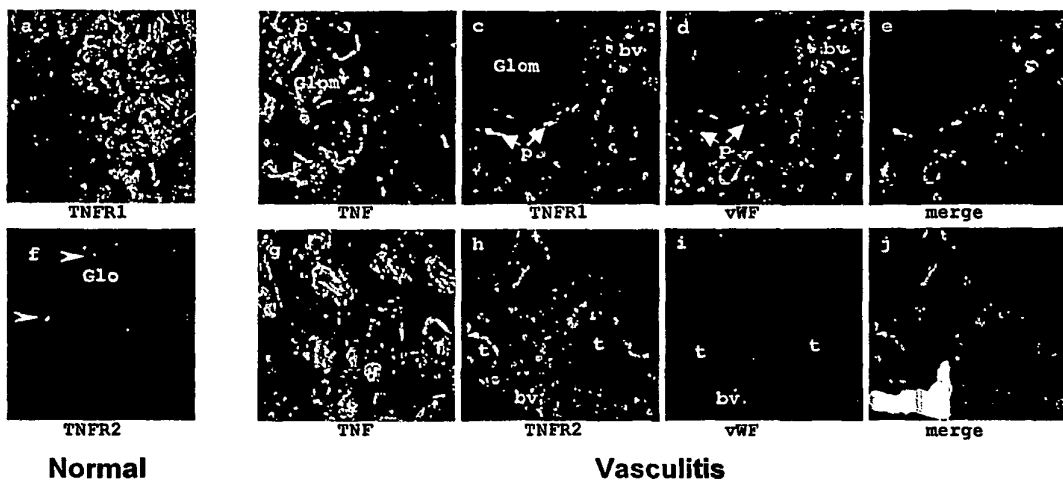 a b c d e
Glom Glom bv bv
p p
TNFR1 TNF TNFR1 vWF merge
f g h i j
Glo
t t t t t
bv bv
TNFR2 TNF TNFR2 vWF merge
Normal Vasculitis